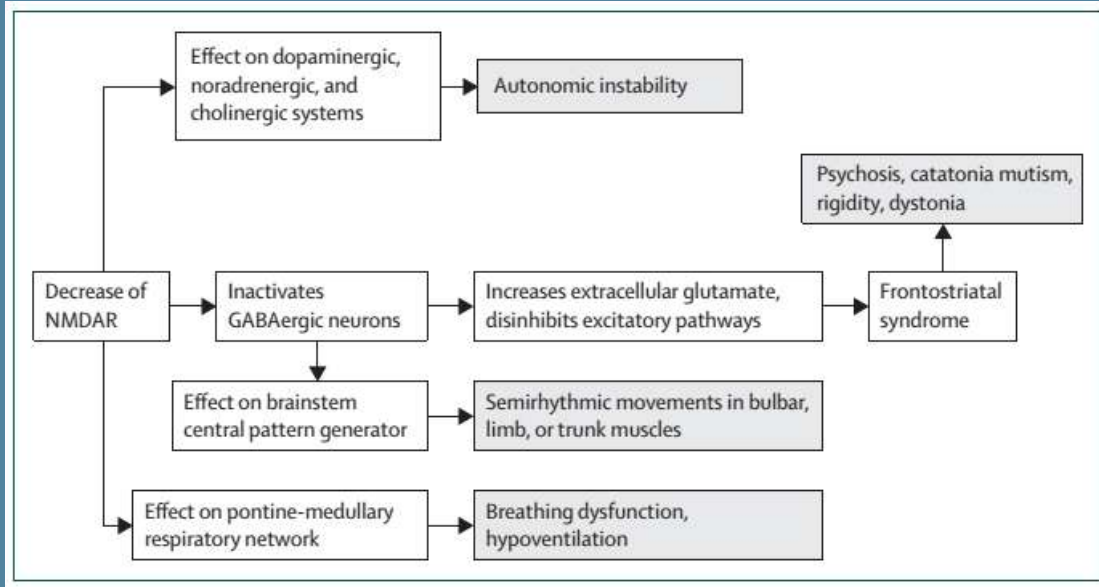 Effect on dopaminergic,
noradrenergic, and
cholinergic systems
Autonomic instability
Psychosis, catatonia mutism,
rigidity, dystonia
Decrease of
NMDAR
Inactivates
GABAergic neurons
Increases extracellular glutamate,
disinhibits excitatory pathways
Frontostriatal
syndrome
Effect on brainstem
central pattern generator
Semirhythmic movements in bulbar,
limb, or trunk muscles
Effect on pontine-medullary
respiratory network
Breathing dysfunction,
hypoventilation